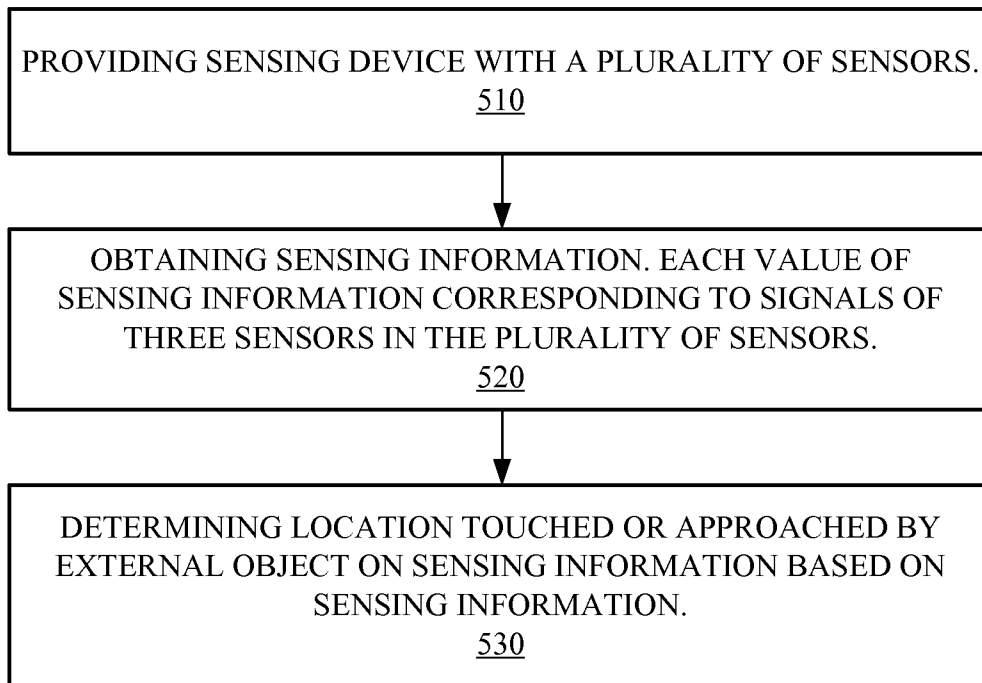 PROVIDING SENSING DEVICE WITH A PLURALITY OF SENSORS.
510
OBTAINING SENSING INFORMATION. EACH VALUE OF
SENSING INFORMATION CORRESPONDING TO SIGNALS OF
THREE SENSORS IN THE PLURALITY OF SENSORS.
520
DETERMINING LOCATION TOUCHED OR APPROACHED BY
EXTERNAL OBJECT ON SENSING INFORMATION BASED ON
SENSING INFORMATION.
530